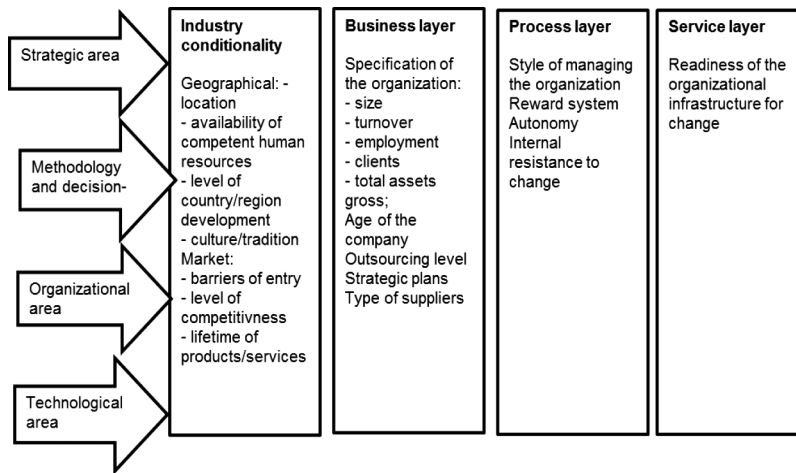 Strategic area
Methodology
and decision-
Organizational
area
Technological
area
Industry
conditionality
Geographical: -
location
- availability of
competent human
resources
- level of
country/region
development
- culture/tradition
Market:
- barriers of entry
- level of
competitivness
- lifetime of
products/services
Business layer
Specification of
the organization:
- size
- turnover
- employment
- clients
- total assets
gross;
Age of the
company
Outsourcing level
Strategic plans
Type of suppliers
Process layer
Style of managing
the organization
Reward system
Autonomy
Internal
resistance to
change
Service layer
Readiness of the
organizational
infrastructure for
change